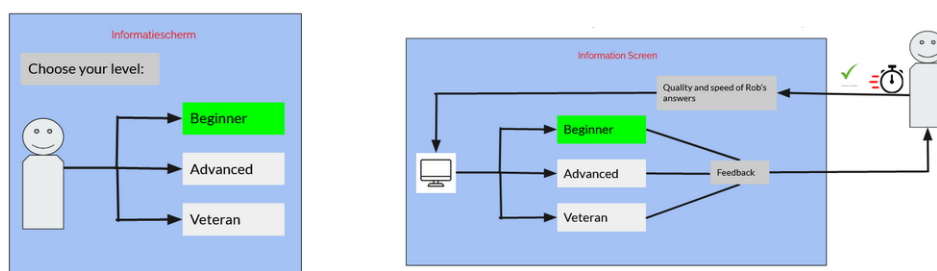 Informatiescherm
Choose your level:
Beginner
Advanced
Veteran
Information Screen
Quality and speed of Rob's
answers
Beginner
Advanced
Veteran
Feedback